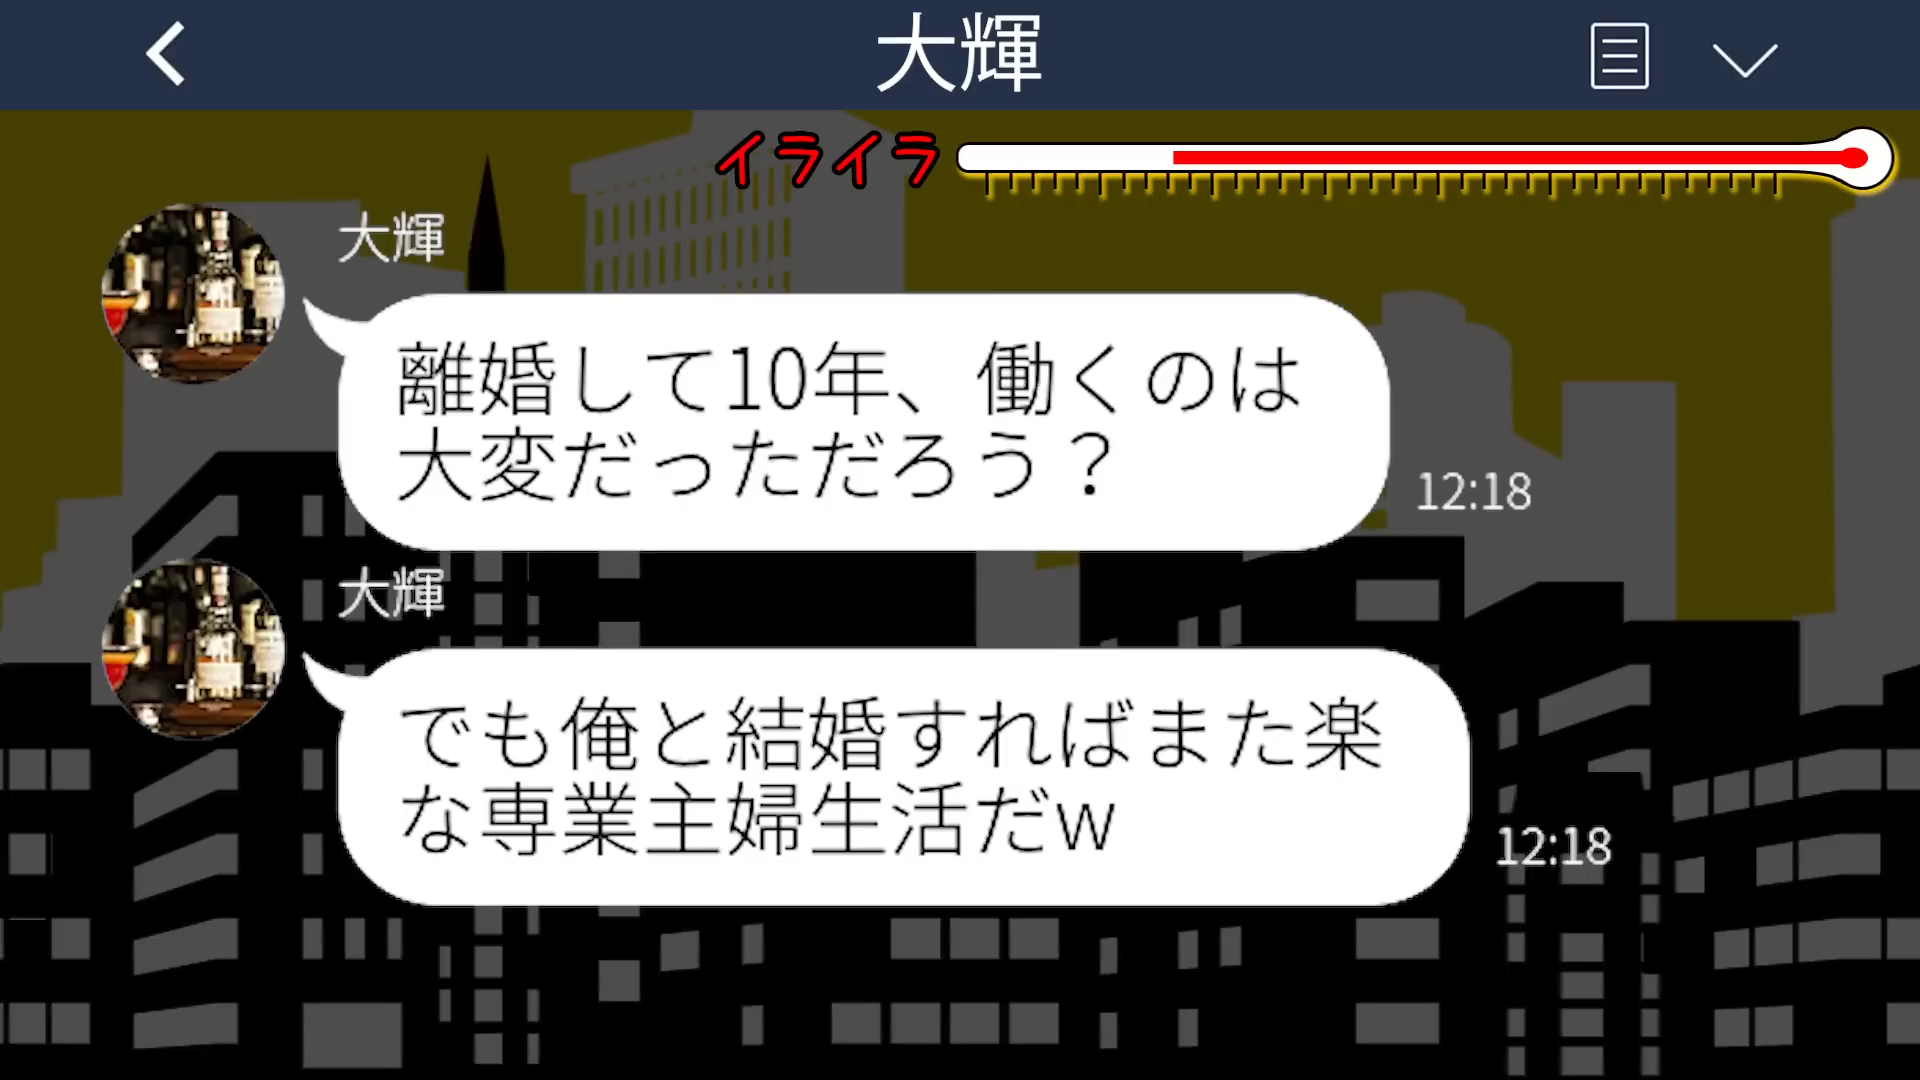 大輝
イライラ
大輝
離婚して10年、働くのは
大変だっただろう？
12:18
大輝
でも俺と結婚すればまた楽
な専業主婦生活だw
12:18